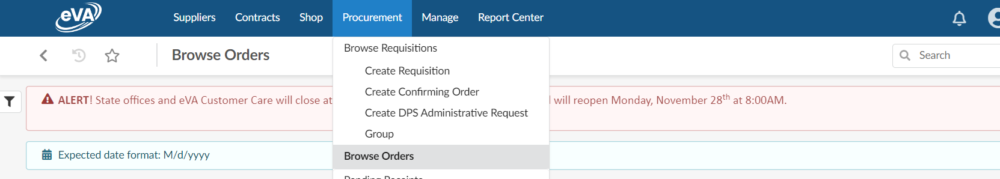 eVA
Suppliers Contracts Shop Procurement Manage Report Center
Browse Orders
Search
Browse Requisitions
Create Requisition
Create Confirming Order
Create DPS Administrative Request
Group
Browse Orders
Pending Receipts
ALERT! State offices and eVA Customer Care will close at
will reopen Monday, November 28th at 8:00AM.
Expected date format: M/d/yyyy